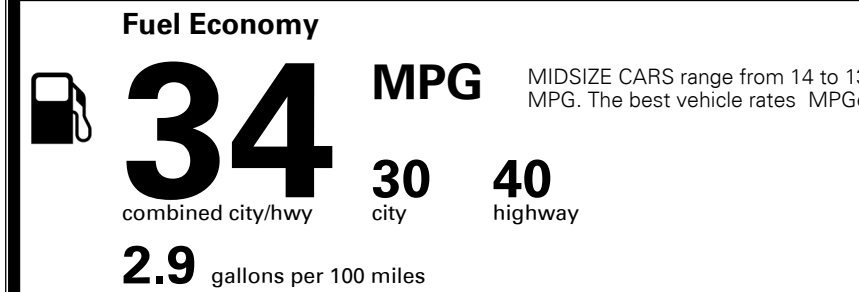 Fuel Economy
34 MPG
MIDSIZE CARS range from 14 to
MPG. The best vehicle rates MPG
30 40
combined city/hwy city highway
2.9 gallons per 100 miles